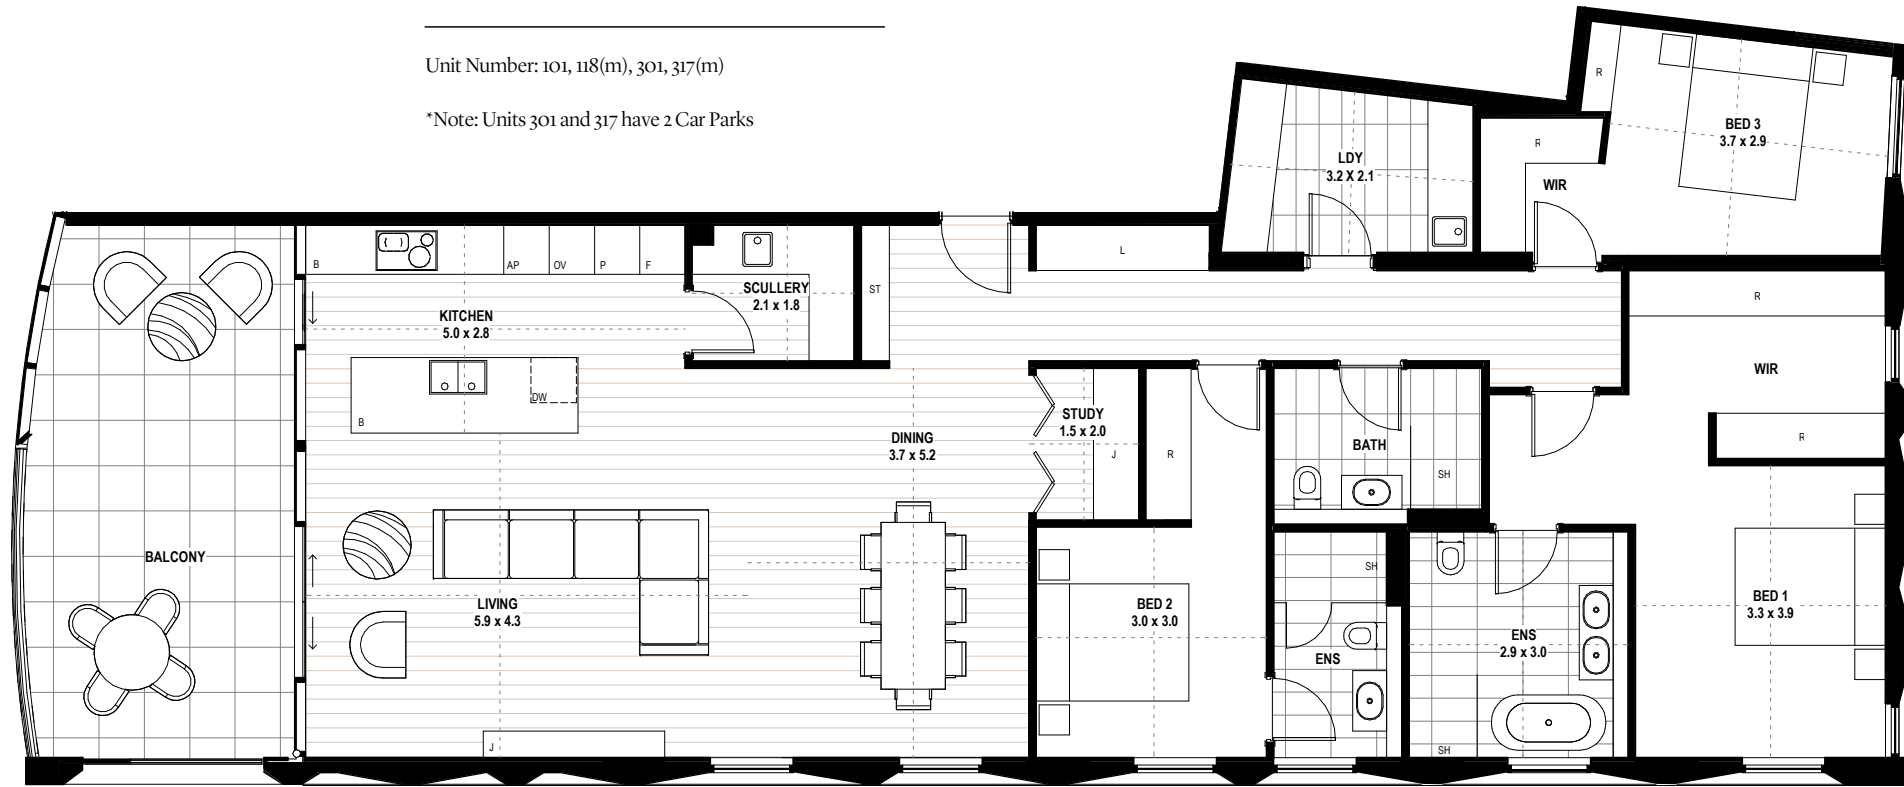 Unit Number: 101, 118(m), 301, 317(m)
*Note: Units 301 and 317 have 2 Car Parks
R
BED 3
3.7 x 2.9
R
WIR
LDY
3.2 X 2.1
L
B
AP
OV
P
F
KITCHEN
5.0 x 2.8
SCULLERY
2.1 x 1.8
ST
R
WIR
R
B
DW
DINING
3.7 x 5.2
STUDY
1.5 x 2.0
J
R
BATH
SH
BALCONY
LIVING
5.9 x 4.3
J
BED 2
3.0 x 3.0
SH
ENS
ENS
2.9 x 3.0
SH
BED 1
3.3 x 3.9